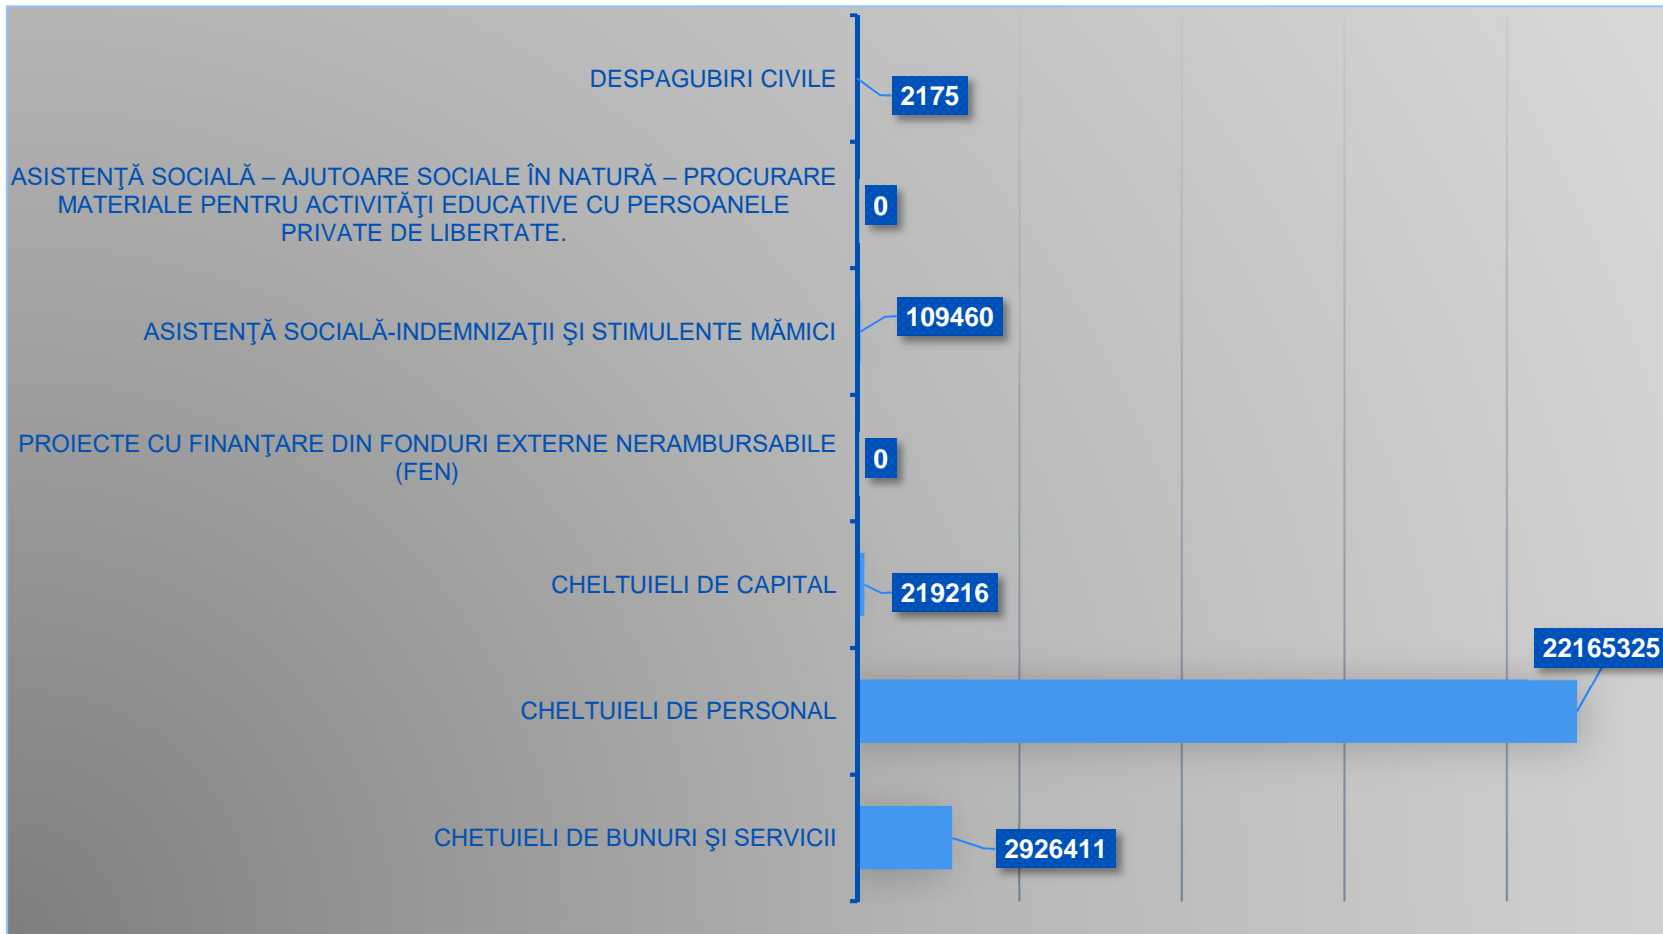 DESPAGUBIRI CIVILE
2175
ASISTENŢĂ SOCIALĂ – AJUTOARE SOCIALE ÎN NATURĂ – PROCURARE
MATERIALE PENTRU ACTIVITĂŢI EDUCATIVE CU PERSOANELE
PRIVATE DE LIBERTATE.
0
ASISTENŢĂ SOCIALĂ-INDEMNIZAŢII ŞI STIMULENTE MĂMICI
109460
PROIECTE CU FINANŢARE DIN FONDURI EXTERNE NERAMBURSABILE
(FEN)
0
CHELTUIELI DE CAPITAL
219216
CHELTUIELI DE PERSONAL
22165325
CHETUIELI DE BUNURI ŞI SERVICII
2926411